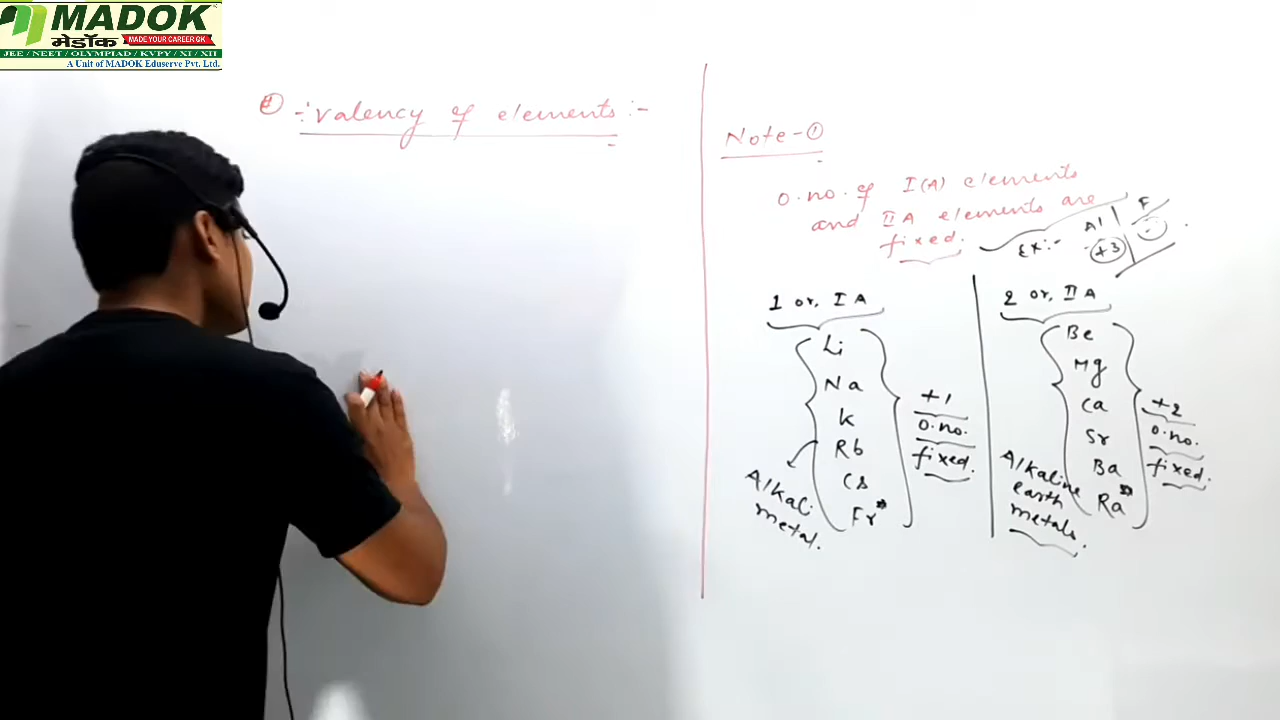 MADOK
मेडॉक MADE YOUR CAREER GK
JEE / NEET / OLYMPIAD / KVPY / XI / XII
A Unit of MADOK Eduserve Pvt. Ltd.
-:Valency of elements:-
Note-①
O.no.of I(A) elements
and IIA elements are
fixed.
Ex:- Al F
+3 -
1 or, IA
Li
Na
K
Rb
Cs
Fr
+1
O.no.
fixed.
Alkali
metal.
2 or, IIA
Be
Mg
Ca
Sr
Ba
Ra
+2
O.no.
fixed.
Alkaline
earth
metals.